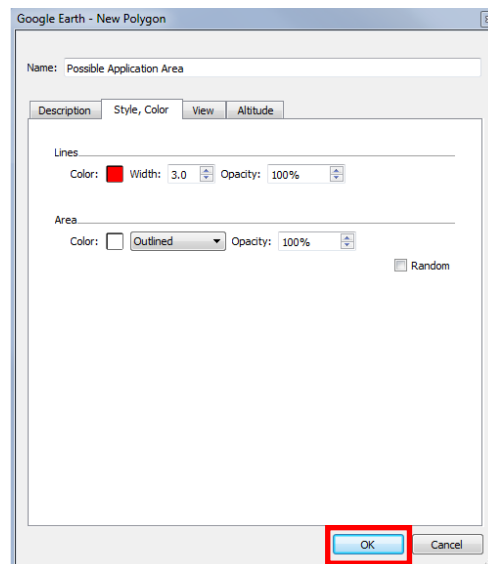 Google Earth - New Polygon
Name: Possible Application Area
Description Style, Color View Altitude
Lines
Color: Width: 3.0 Opacity: 100%
Area
Color: Outlined Opacity: 100%
Random
OK Cancel